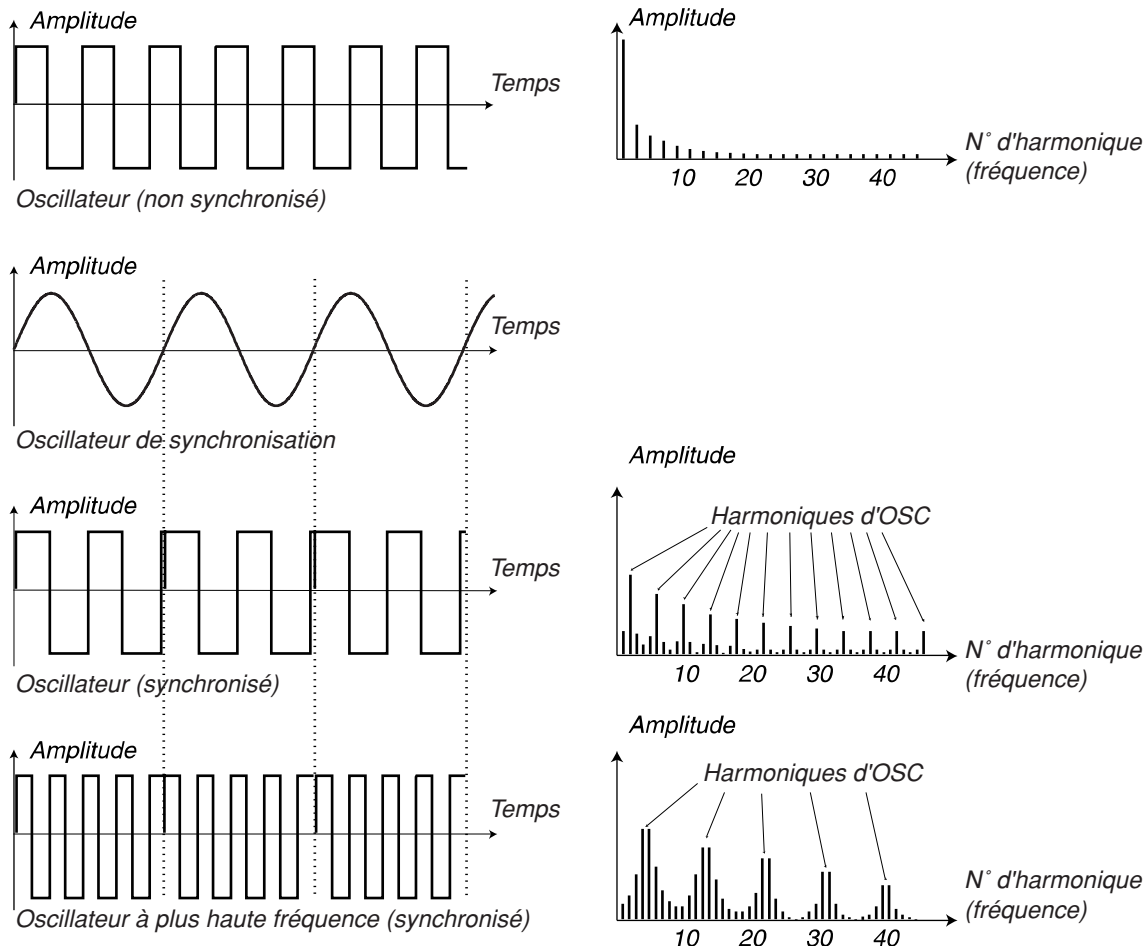 Amplitude
Temps
Oscillateur (non synchronisé)
Amplitude
N° d'harmonique
(fréquence)
10 20 30 40
Amplitude
Temps
Oscillateur de synchronisation
Amplitude
Temps
Oscillateur (synchronisé)
Amplitude
Harmoniques d'OSC
N° d'harmonique
(fréquence)
10 20 30 40
Amplitude
Temps
Oscillateur à plus haute fréquence (synchronisé)
Amplitude
Harmoniques d'OSC
N° d'harmonique
(fréquence)
10 20 30 40